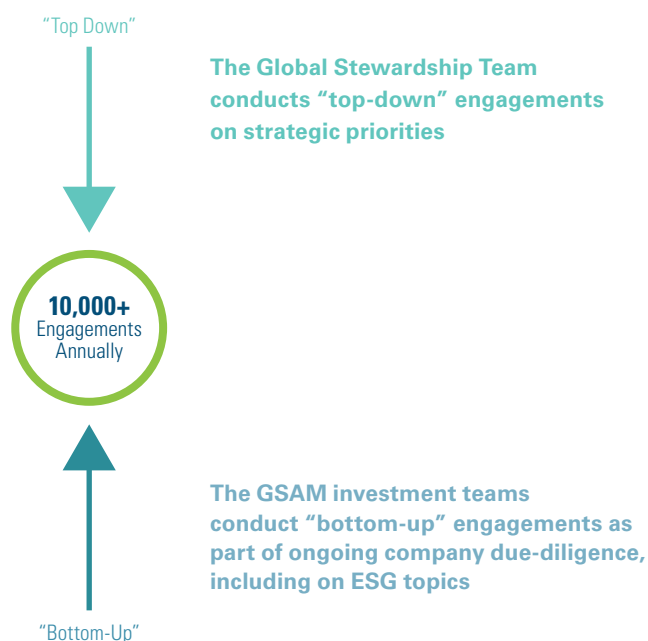 “Top Down”
The Global Stewardship Team
conducts “top-down” engagements
on strategic priorities
10,000+
Engagements
Annually
The GSAM investment teams
conduct “bottom-up” engagements as
part of ongoing company due-diligence,
including on ESG topics
“Bottom-Up”